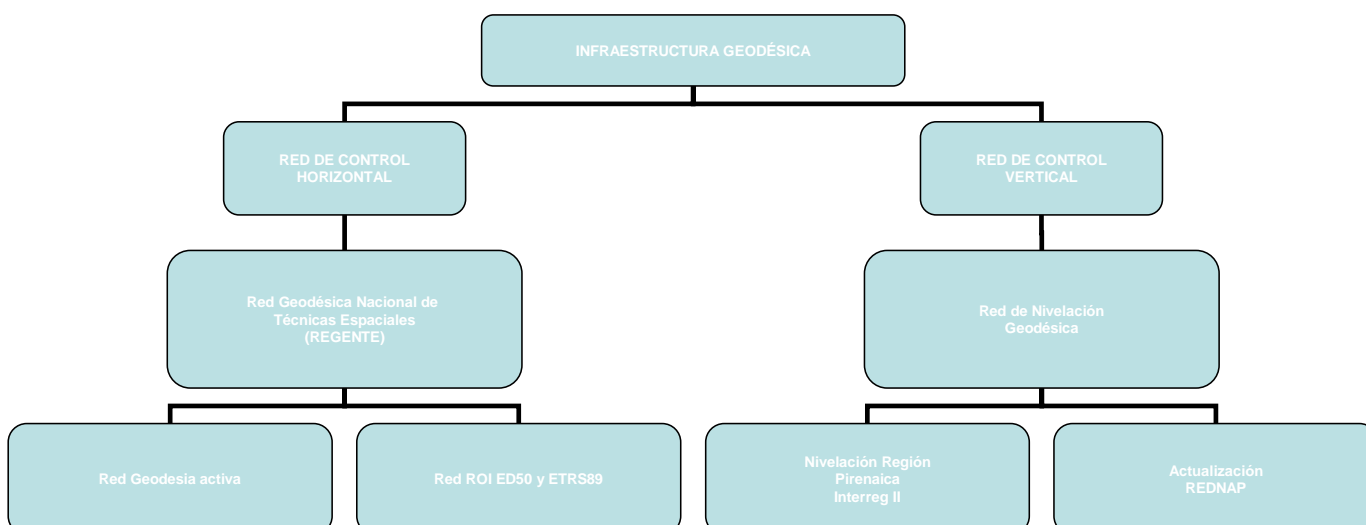 INFRAESTRUCTURA GEODÉSICA
RED DE CONTROL
HORIZONTAL
RED DE CONTROL
VERTICAL
Red Geodésica Nacional de
Técnicas Espaciales
(REGENTE)
Red de Nivelación
Geodésica
Red Geodesia activa
Red ROI ED50 y ETRS89
Nivelación Región
Pirenaica
Interreg II
Actualización
REDNAP